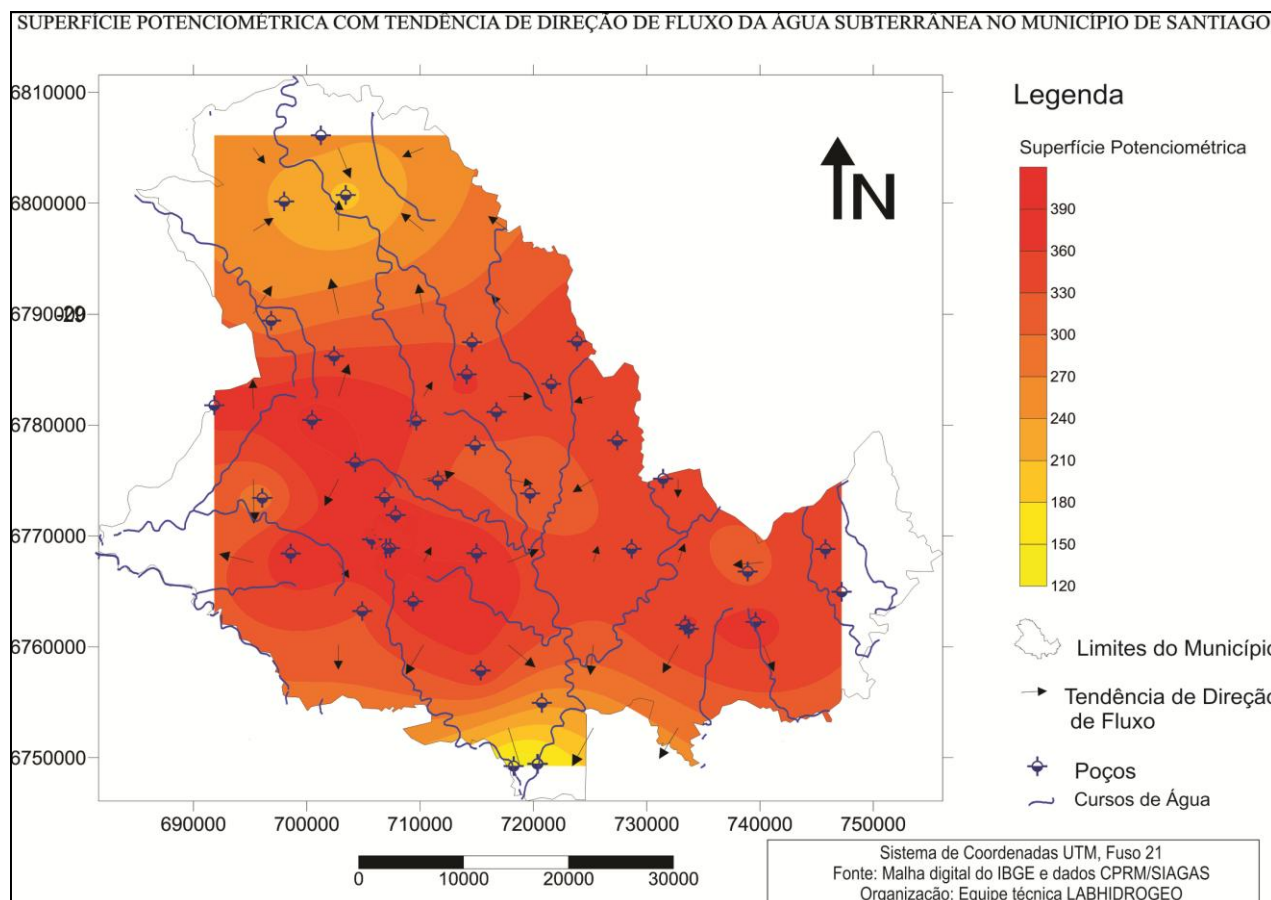 SUPERFÍCIE POTENCIOMÉTRICA COM TENDÊNCIA DE DIREÇÃO DE FLUXO DA ÁGUA SUBTERRÂNEA NO MUNICÍPIO DE SANTIAGO
6810000
6800000
6790000
-29
6780000
6770000
6760000
6750000
690000 700000 710000 720000 730000 740000 750000
N
0 10000 20000 30000
Legenda
Superfície Potenciométrica
390
360
330
300
270
240
210
180
150
120
Limites do Município
Tendência de Direção
de Fluxo
Poços
Cursos de Água
Sistema de Coordenadas UTM, Fuso 21
Fonte: Malha digital do IBGE e dados CPRM/SIAGAS
Organização: Equipe técnica LABHIDROGEO